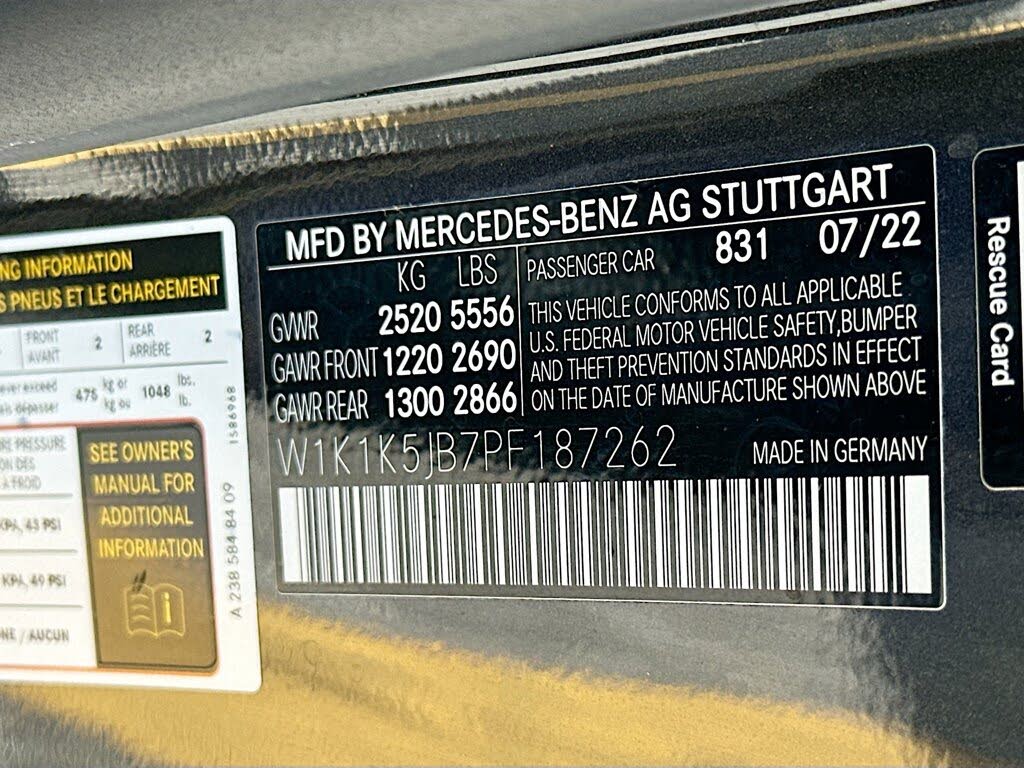 NG INFORMATION
S PNEUS ET LE CHARGEMENT
FRONT
AVANT
2
REAR
ARRIÈRE
2
ever exceed
475
kg or
kg ou
1048
lbs.
lb.
1586968
RE PRESSURE
ON DES
À FROID
KPA, 43 PSI
KPA, 49 PSI
NE / AUCUN
SEE OWNER'S
MANUAL FOR
ADDITIONAL
INFORMATION
A 238 584 84 09
MFD BY MERCEDES-BENZ AG STUTTGART
KG LBS
GVWR 2520 5556
GAWR FRONT 1220 2690
GAWR REAR 1300 2866
PASSENGER CAR 831 07/22
THIS VEHICLE CONFORMS TO ALL APPLICABLE
U.S. FEDERAL MOTOR VEHICLE SAFETY,BUMPER
AND THEFT PREVENTION STANDARDS IN EFFECT
ON THE DATE OF MANUFACTURE SHOWN ABOVE
W1K1K5JB7PF187262
MADE IN GERMANY
Rescue Card